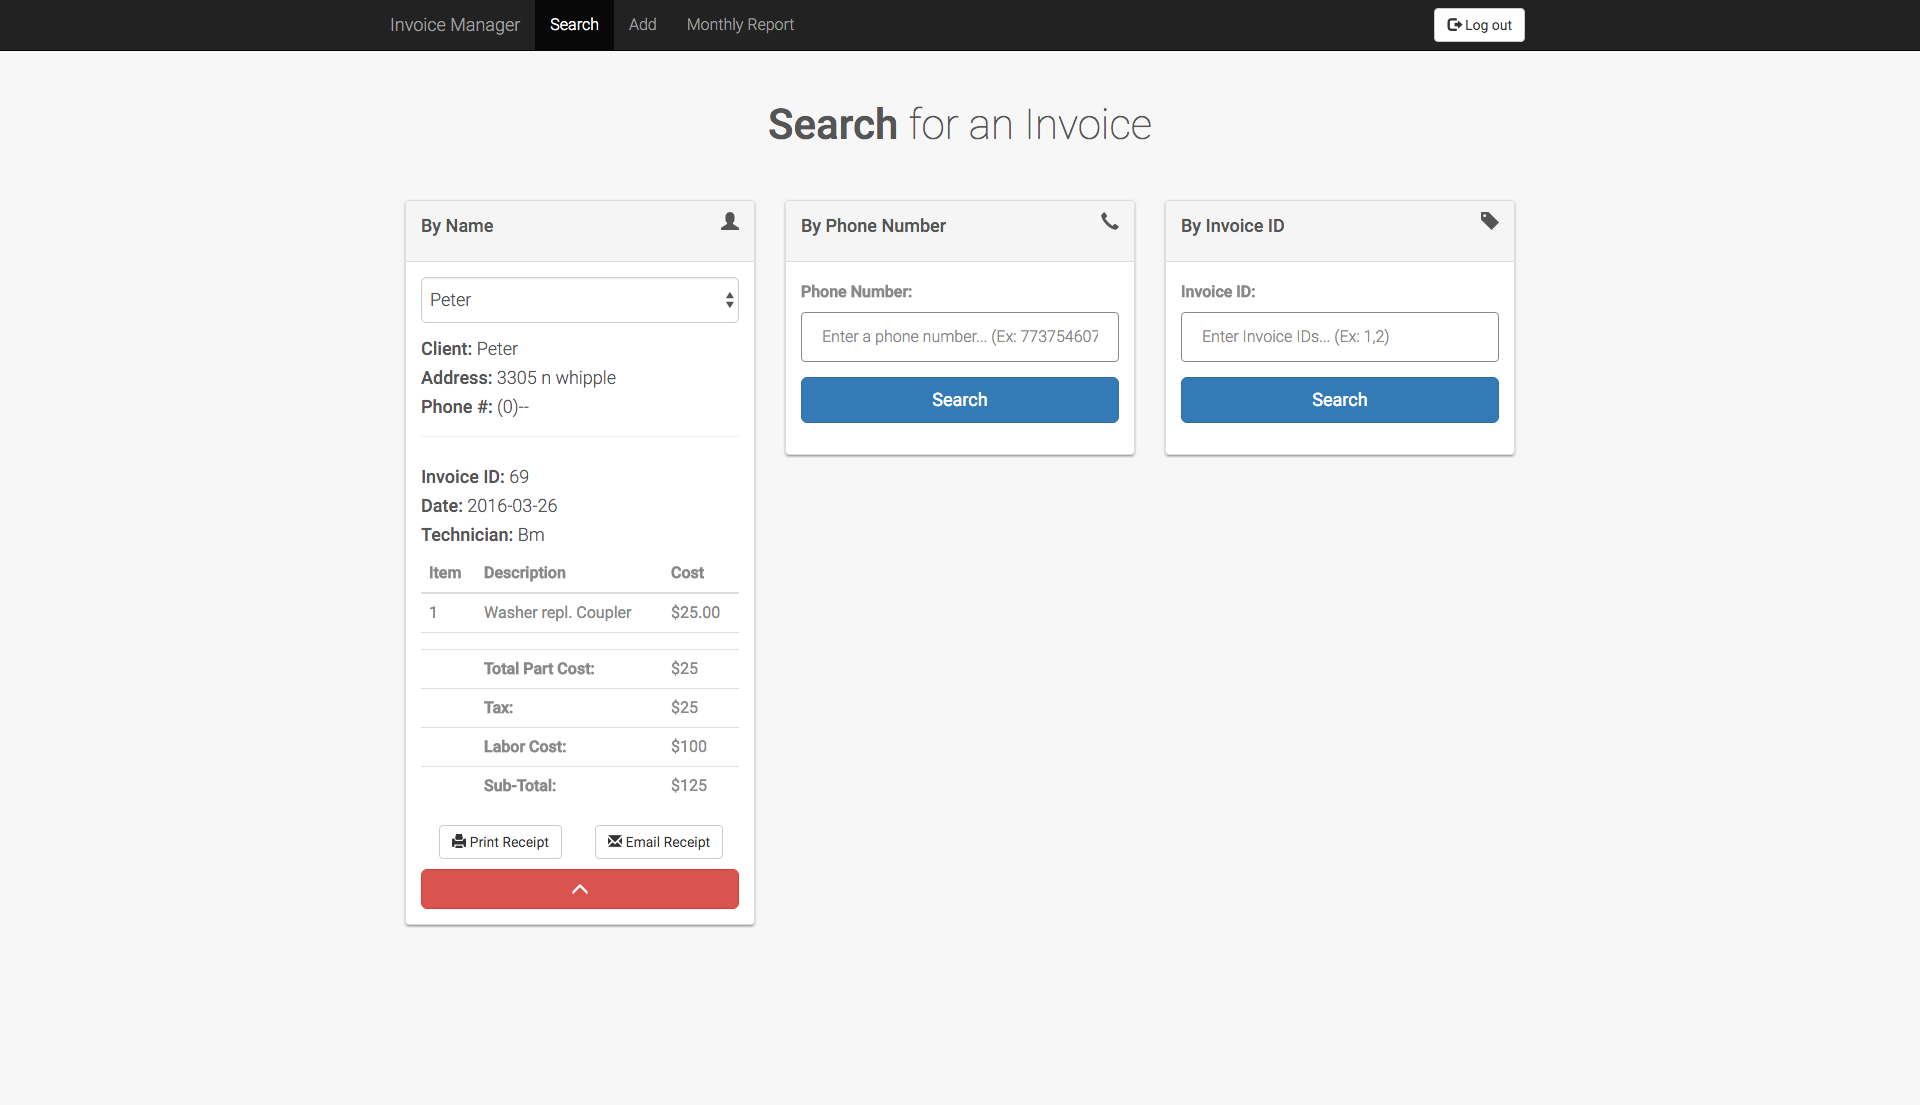 Invoice Manager Search Add Monthly Report Log out
Search for an Invoice
By Name
Peter
Client: Peter
Address: 3305 n whipple
Phone #: (0)--
Invoice ID: 69
Date: 2016-03-26
Technician: Bm
Item Description Cost
1 Washer repl. Coupler $25.00
Total Part Cost: $25
Tax: $25
Labor Cost: $100
Sub-Total: $125
Print Receipt Email Receipt
By Phone Number
Phone Number:
Enter a phone number... (Ex: 773754607
Search
By Invoice ID
Invoice ID:
Enter Invoice IDs... (Ex: 1,2)
Search